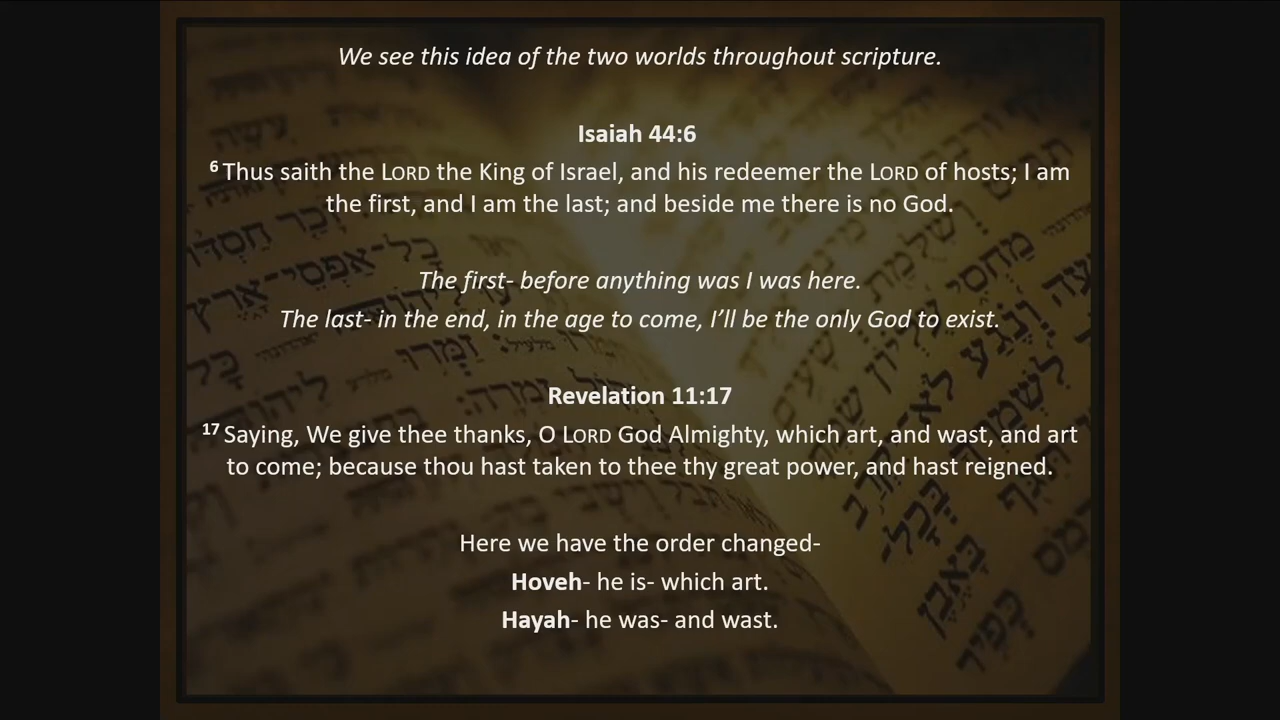 We see this idea of the two worlds throughout scripture.
Isaiah 44:6
6 Thus saith the LORD the King of Israel, and his redeemer the LORD of hosts; I am
the first, and I am the last; and beside me there is no God.
The first- before anything was I was here.
The last- in the end, in the age to come, I’ll be the only God to exist.
Revelation 11:17
17 Saying, We give thee thanks, O LORD God Almighty, which art, and wast, and art
to come; because thou hast taken to thee thy great power, and hast reigned.
Here we have the order changed-
Hoveh- he is- which art.
Hayah- he was- and wast.